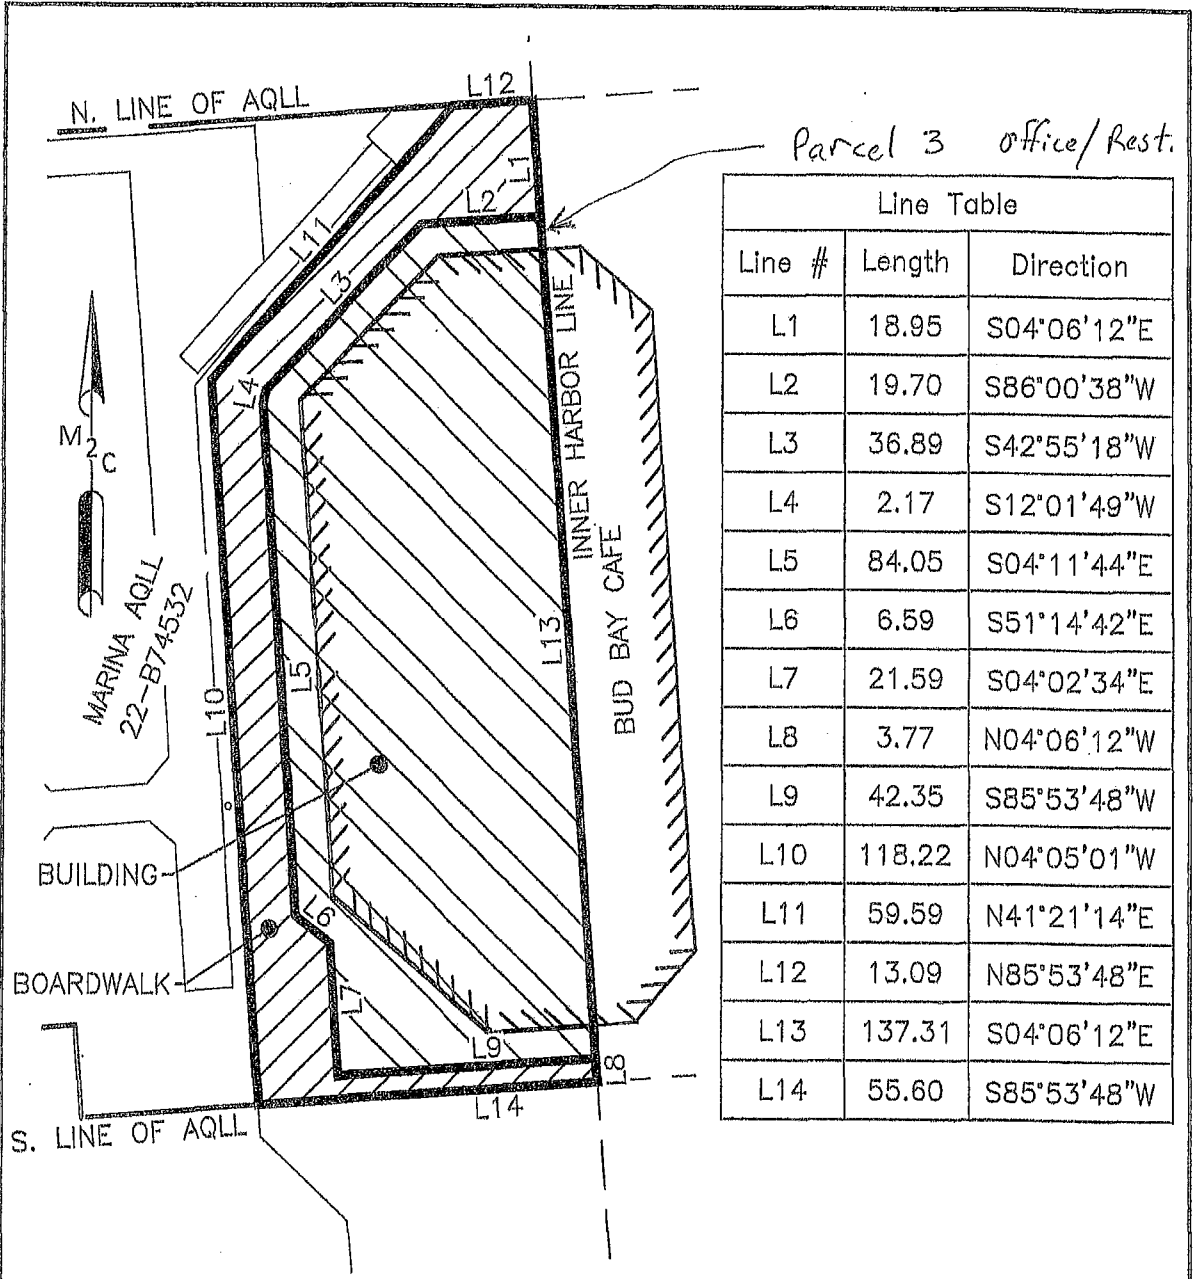 L12
N. LINE OF AQLL
Parcel 3 office/Rest.
L1
L2
L11
L3
L4
M2C
INNER HARBOR LINE
L13
BUD BAY CAFE
MARINA AQLL
22-B74532
L10
L5
BUILDING
L6
BOARDWALK
L7
L9
L8
L14
S. LINE OF AQLL
Line Table
Line # Length Direction
L1 18.95 S04°06'12"E
L2 19.70 S86°00'38"W
L3 36.89 S42°55'18"W
L4 2.17 S12°01'49"W
L5 84.05 S04°11'44"E
L6 6.59 S51°14'42"E
L7 21.59 S04°02'34"E
L8 3.77 N04°06'12"W
L9 42.35 S85°53'48"W
L10 118.22 N04°05'01"W
L11 59.59 N41°21'14"E
L12 13.09 N85°53'48"E
L13 137.31 S04°06'12"E
L14 55.60 S85°53'48"W